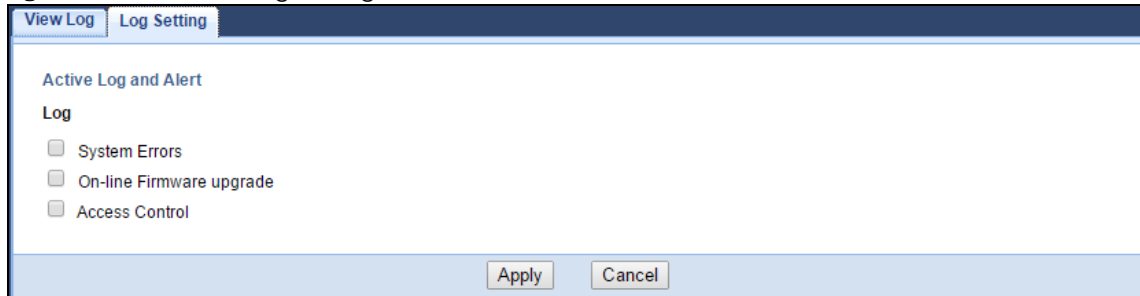 View Log Log Setting
Active Log and Alert
Log
System Errors
On-line Firmware upgrade
Access Control
Apply Cancel